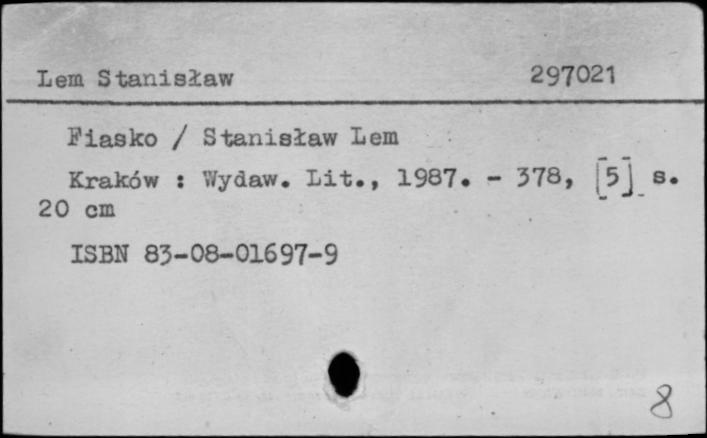 Lem Stanisław 297021
Fiasko / Stanisław Lem
Kraków : Wydaw. Lit., 1987. - 378, [5] s.
20 cm
ISBN 83-08-01697-9
8